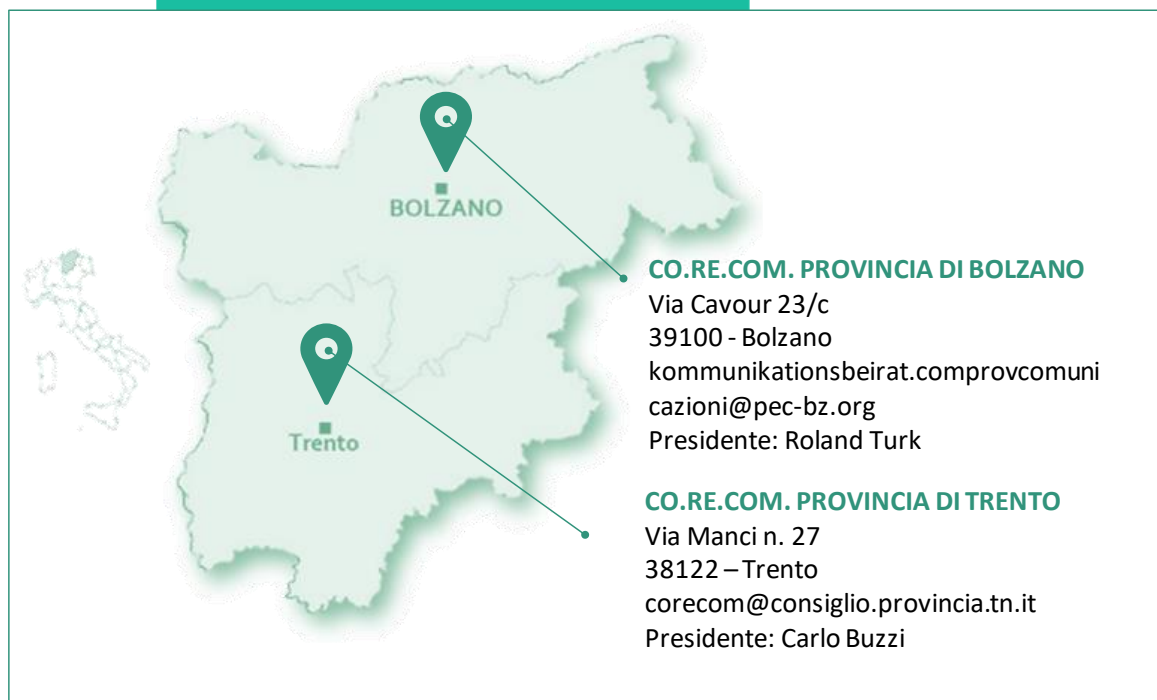 BOLZANO
Trento
CO.RE.COM. PROVINCIA DI BOLZANO
Via Cavour 23/c
39100 - Bolzano
kommunikationsbeirat.comprovcomuni
cazioni@pec-bz.org
Presidente: Roland Turk
CO.RE.COM. PROVINCIA DI TRENTO
Via Manci n. 27
38122 – Trento
corecom@consiglio.provincia.tn.it
Presidente: Carlo Buzzi